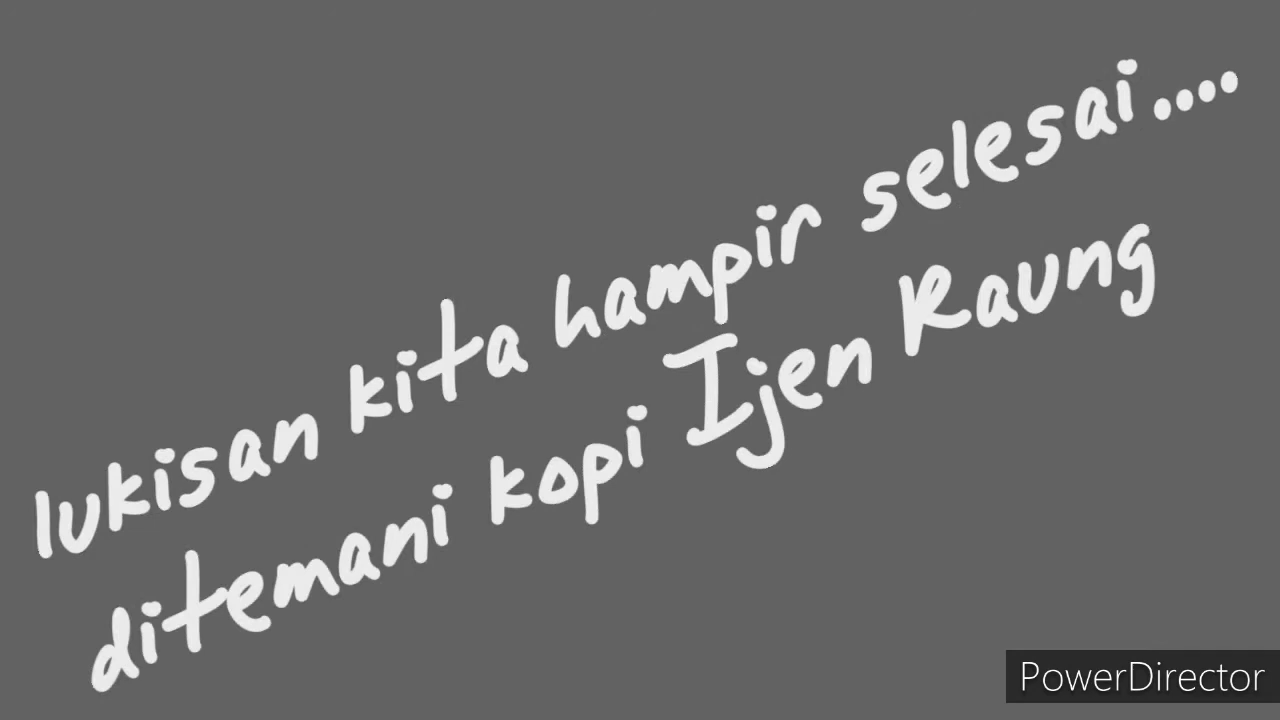 lukisan kita hampir selesai....
ditemani kopi Ijen Raung
PowerDirector